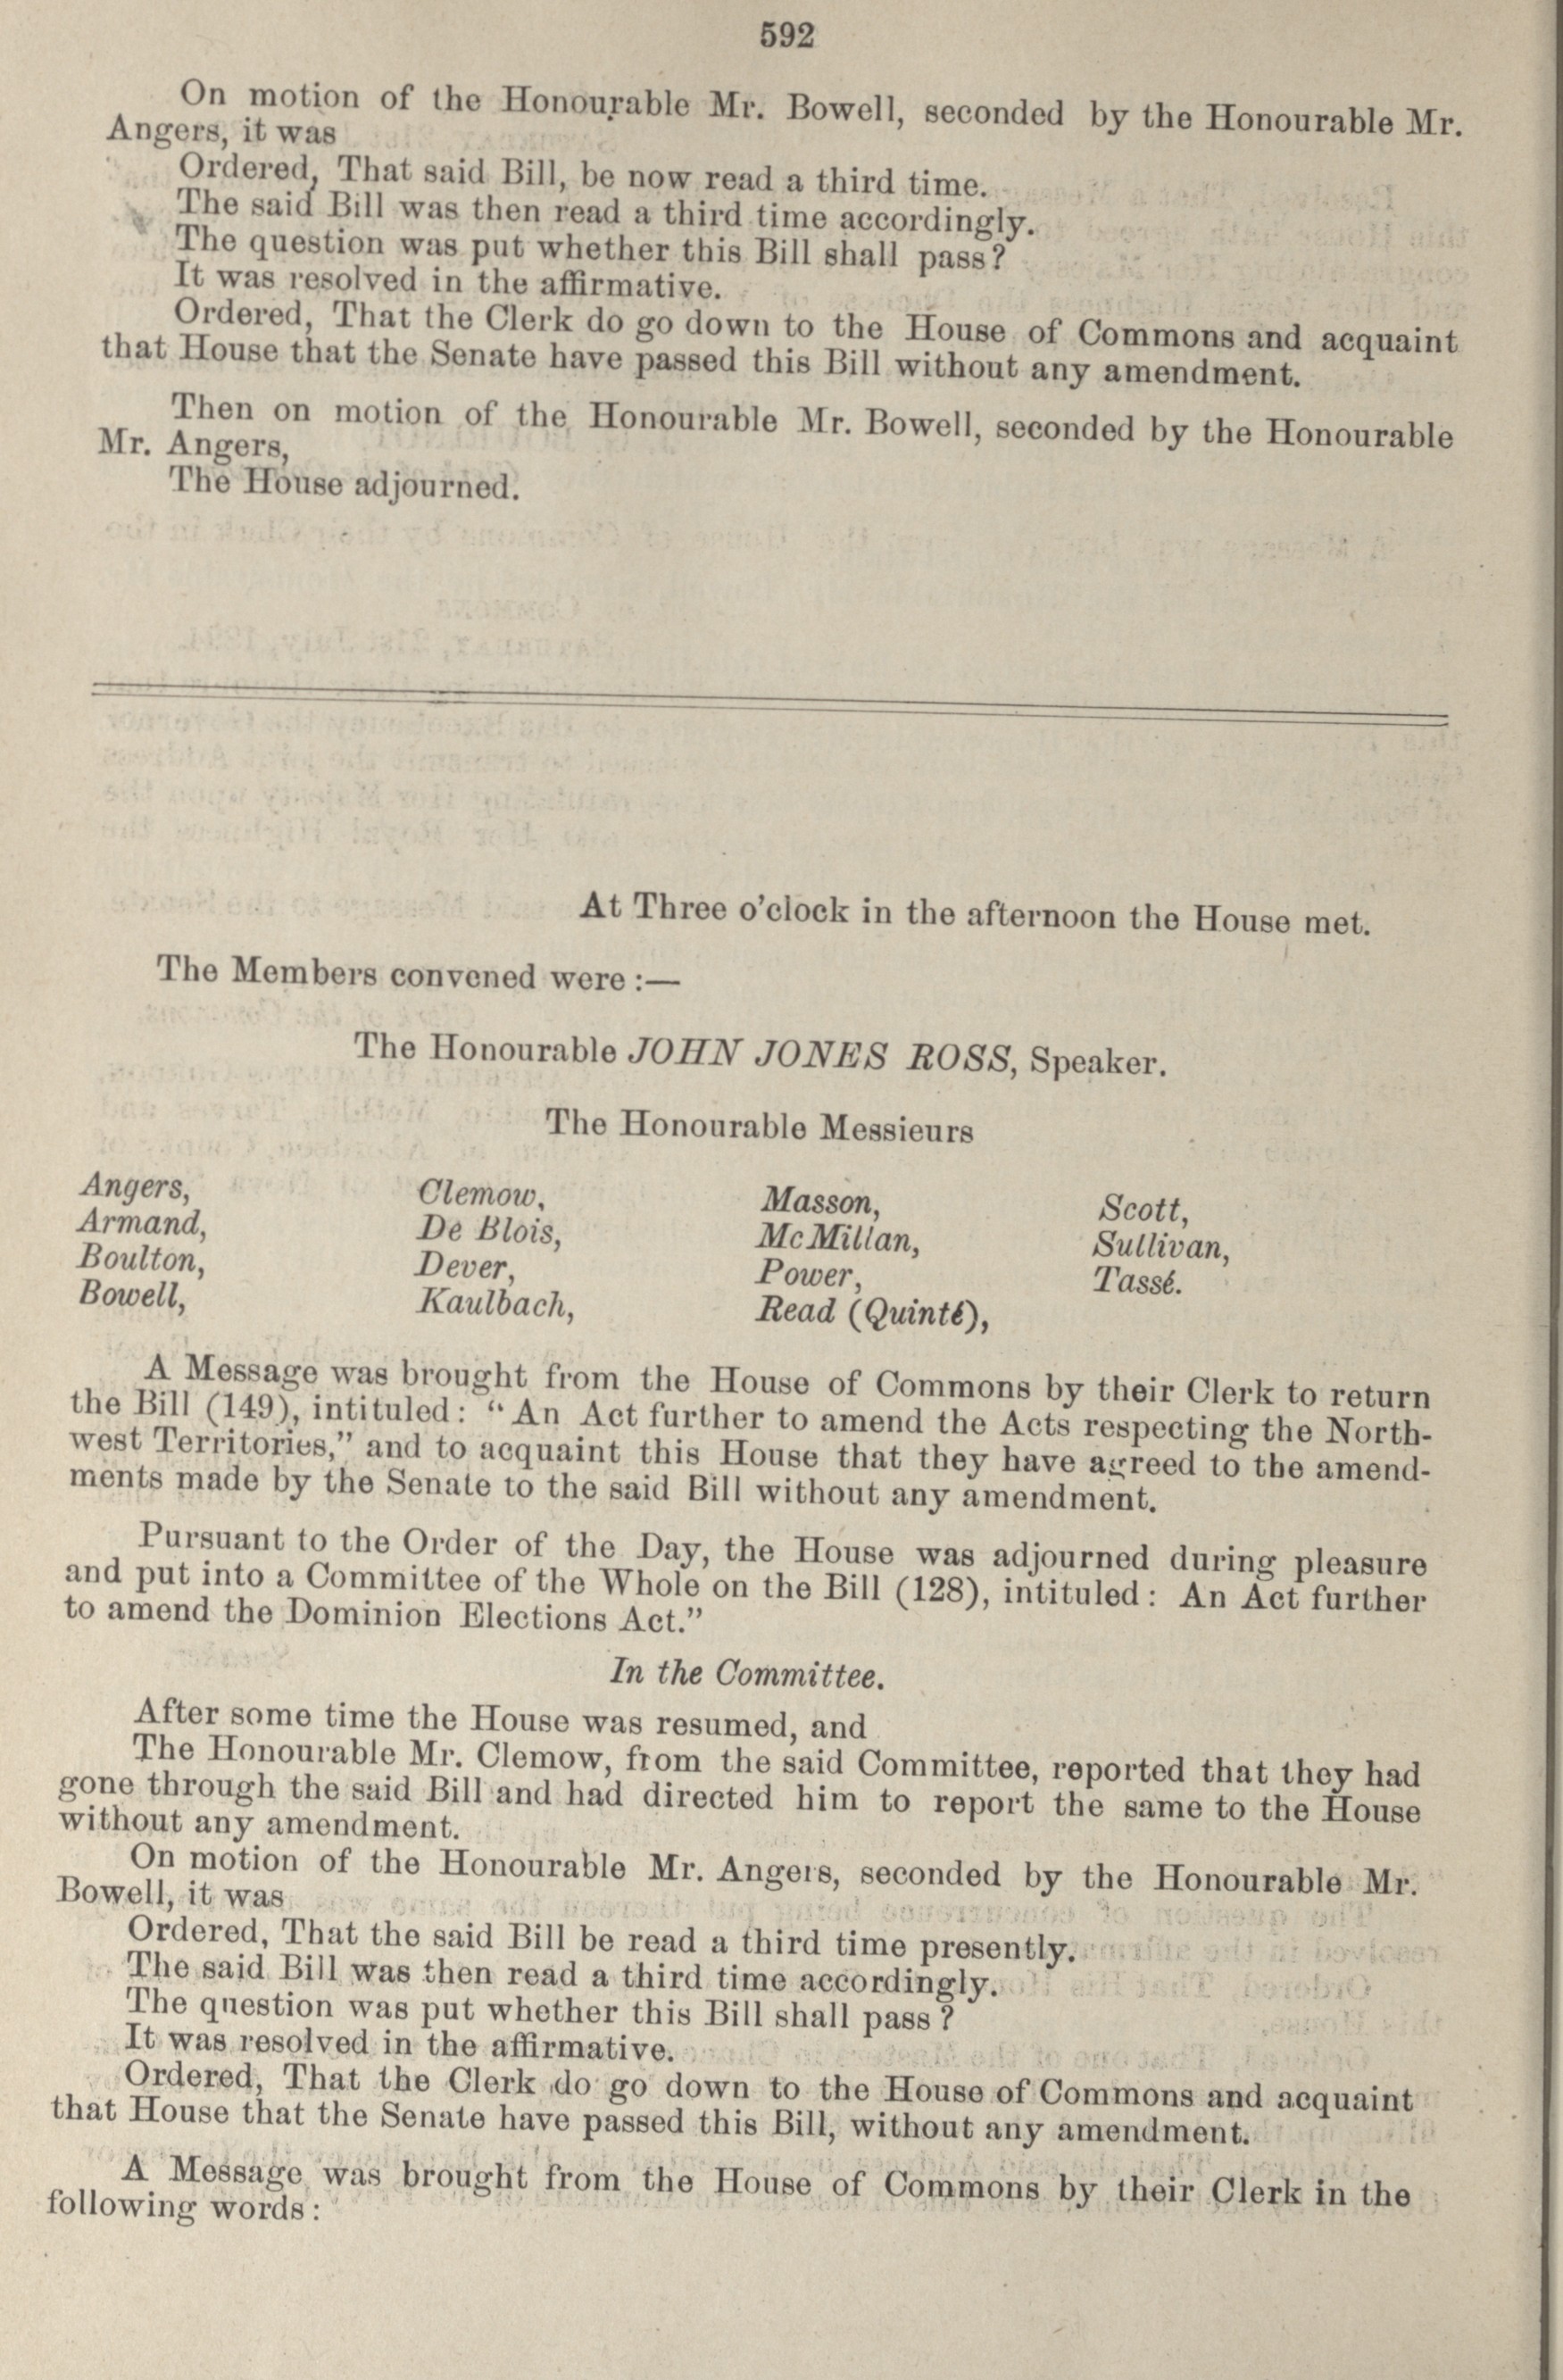 592
On motion of the Honourable Mr. Bowell, seconded by the Honourable Mr.
Angers, it was
Ordered, That said Bill, be now read a third time.
The said Bill was then read a third time accordingly.
The question was put whether this Bill shall pass?
It was resolved in the affirmative.
Ordered, That the Clerk do go down to the House of Commons and acquaint
that House that the Senate have passed this Bill without any amendment.
Then on motion of the Honourable Mr. Bowell, seconded by the Honourable
Mr. Angers,
The House adjourned.
At Three o'clock in the afternoon the House met.
The Members convened were :—
The Honourable JOHN JONES ROSS, Speaker.
The Honourable Messieurs
Angers, Clemow, Masson, Scott,
Armand, De Blois, McMillan, Sullivan,
Boulton, Dever, Power, Tassé.
Bowell, Kaulbach, Read (Quinté),
A Message was brought from the House of Commons by their Clerk to return
the Bill (149), intituled: “An Act further to amend the Acts respecting the North-
west Territories,” and to acquaint this House that they have agreed to the amend-
ments made by the Senate to the said Bill without any amendment.
Pursuant to the Order of the Day, the House was adjourned during pleasure
and put into a Committee of the Whole on the Bill (128), intituled: An Act further
to amend the Dominion Elections Act.”
In the Committee.
After some time the House was resumed, and
The Honourable Mr. Clemow, from the said Committee, reported that they had
gone through the said Bill and had directed him to report the same to the House
without any amendment.
On motion of the Honourable Mr. Angers, seconded by the Honourable Mr.
Bowell, it was
Ordered, That the said Bill be read a third time presently.
The said Bill was then read a third time accordingly.
The question was put whether this Bill shall pass ?
It was resolved in the affirmative.
Ordered, That the Clerk do go down to the House of Commons and acquaint
that House that the Senate have passed this Bill, without any amendment.
A Message was brought from the House of Commons by their Clerk in the
following words :